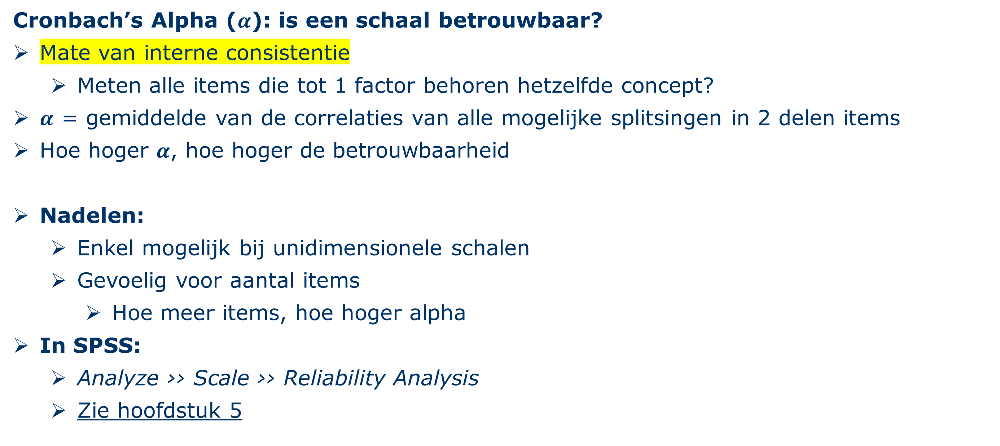 Cronbach’s Alpha (𝜶): is een schaal betrouwbaar?
➢ Mate van interne consistentie
➢ Meten alle items die tot 1 factor behoren hetzelfde concept?
➢ 𝜶 = gemiddelde van de correlaties van alle mogelijke splitsingen in 2 delen items
➢ Hoe hoger 𝜶, hoe hoger de betrouwbaarheid
➢ Nadelen:
➢ Enkel mogelijk bij unidimensionele schalen
➢ Gevoelig voor aantal items
➢ Hoe meer items, hoe hoger alpha
➢ In SPSS:
➢ Analyze ›› Scale ›› Reliability Analysis
➢ Zie hoofdstuk 5